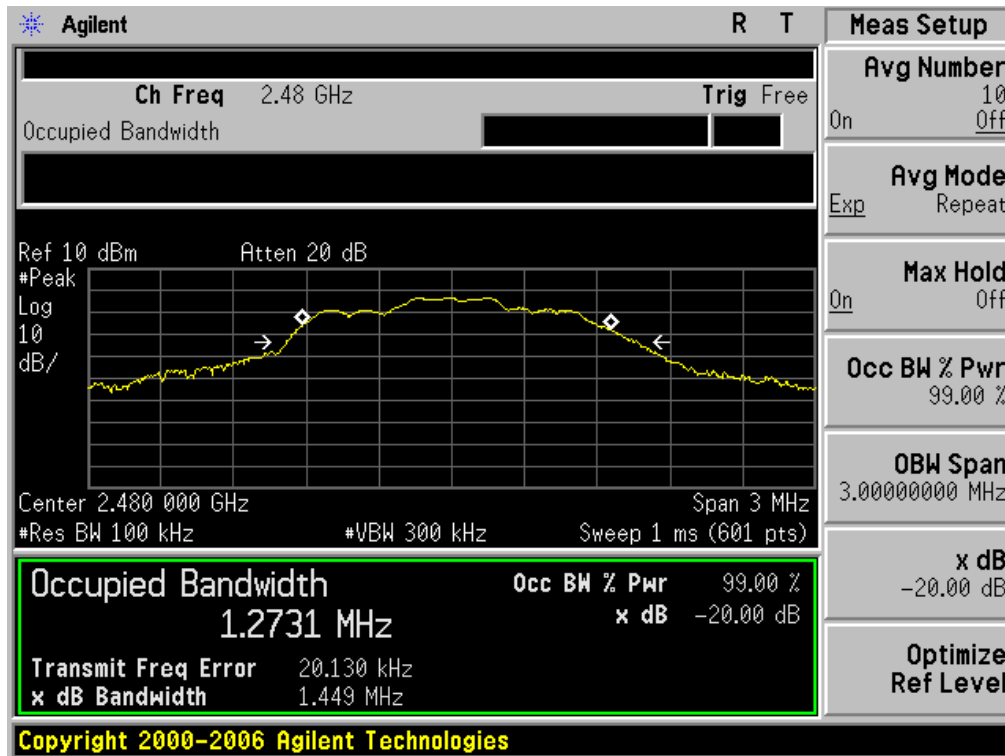 Agilent R T
Ch Freq 2.48 GHz Trig Free
Occupied Bandwidth
Ref 10 dBm Atten 20 dB
#Peak
Log
10
dB/
Center 2.480 000 GHz Span 3 MHz
#Res BW 100 kHz #VBW 300 kHz Sweep 1 ms (601 pts)
Occupied Bandwidth Occ BW % Pwr 99.00 %
1.2731 MHz x dB -20.00 dB
Transmit Freq Error 20.130 kHz
x dB Bandwidth 1.449 MHz
Copyright 2000-2006 Agilent Technologies
Meas Setup
Avg Number
10
On Off
Avg Mode
Exp Repeat
Max Hold
On Off
Occ BW % Pwr
99.00 %
OBW Span
3.00000000 MHz
x dB
-20.00 dB
Optimize
Ref Level